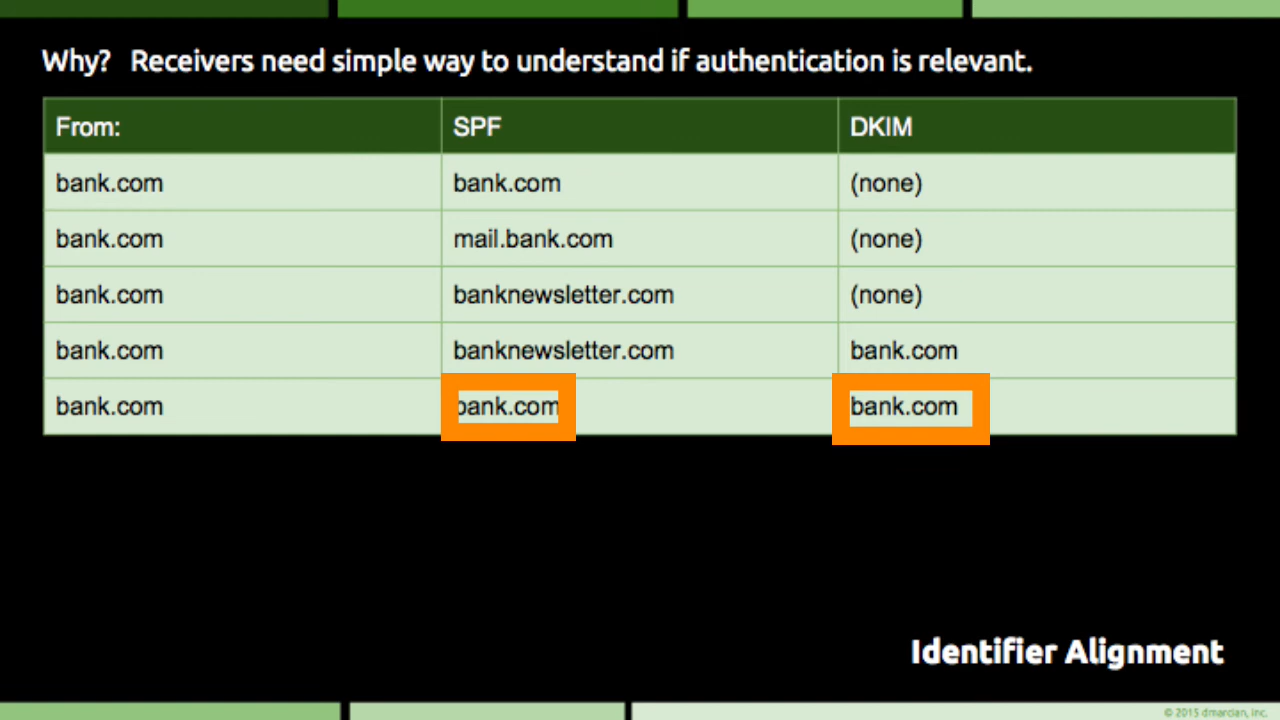 Why? Receivers need simple way to understand if authentication is relevant.
From: SPF DKIM
bank.com bank.com (none)
bank.com mail.bank.com (none)
bank.com banknewsletter.com (none)
bank.com banknewsletter.com bank.com
bank.com bank.com bank.com
Identifier Alignment
© 2015 dmarcian, inc.